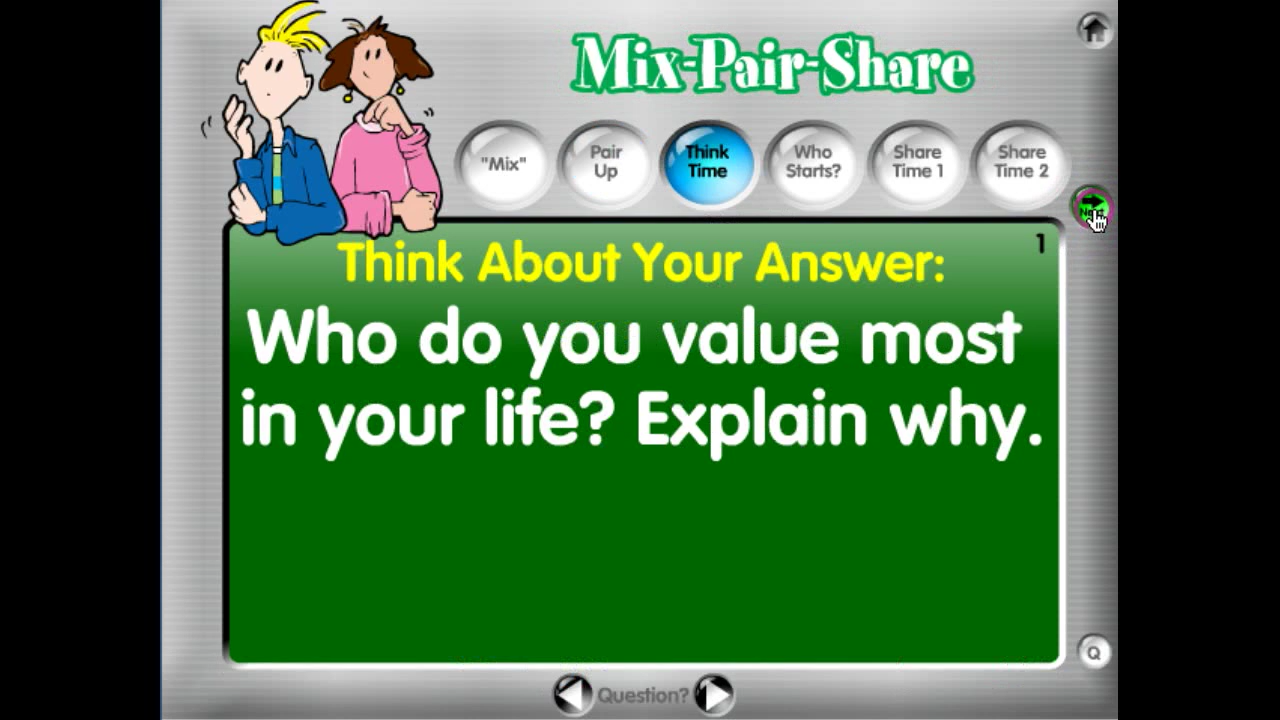 Mix-Pair-Share
"Mix"
Pair
Up
Think
Time
Who
Starts?
Share
Time 1
Share
Time 2
Next
1
Think About Your Answer:
Who do you value most
in your life? Explain why.
Q
Question?